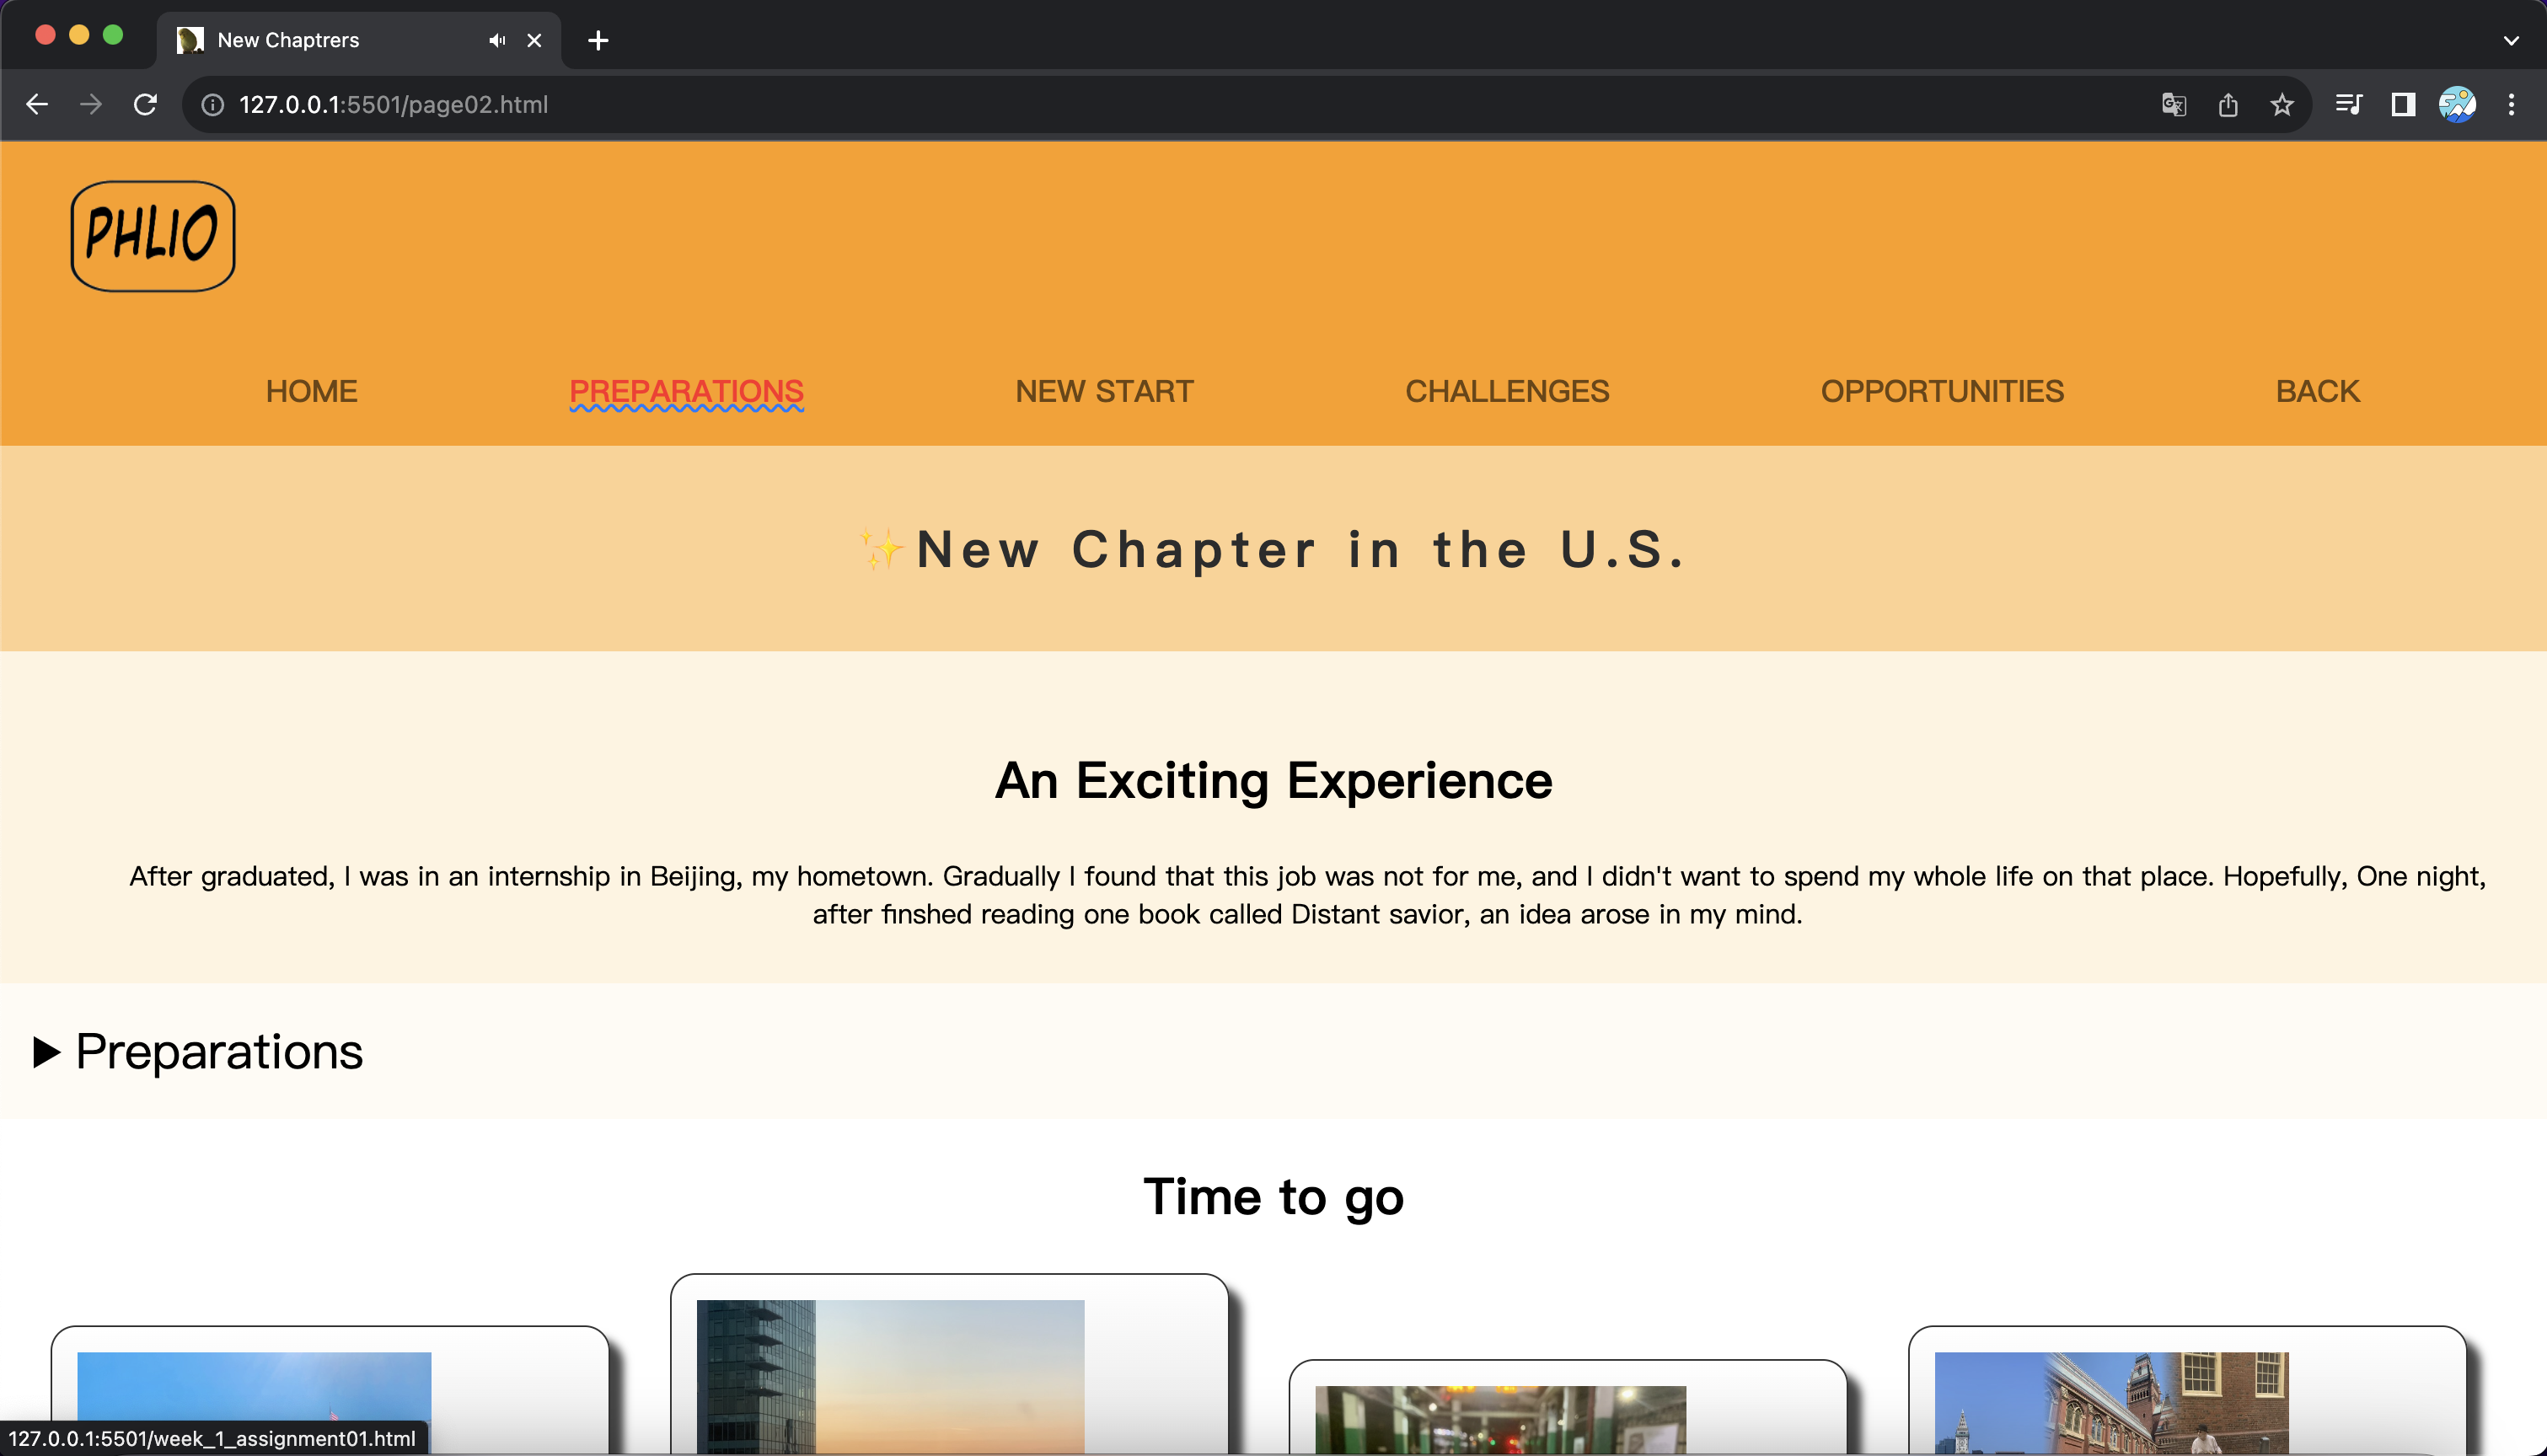 New Chaptrers
127.0.0.1:5501/page02.html
PHLIO
HOME PREPARATIONS NEW START CHALLENGES OPPORTUNITIES BACK
✨New Chapter in the U.S.
An Exciting Experience
After graduated, I was in an internship in Beijing, my hometown. Gradually I found that this job was not for me, and I didn't want to spend my whole life on that place. Hopefully, One night,
after finshed reading one book called Distant savior, an idea arose in my mind.
▶ Preparations
Time to go
127.0.0.1:5501/week_1_assignment01.html